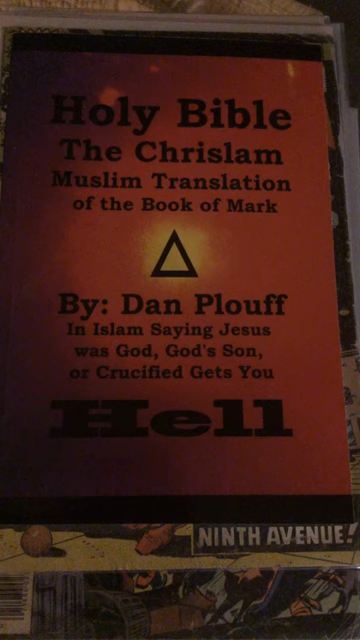 Holy Bible
The Chrislam
Muslim Translation
of the Book of Mark
By: Dan Plouff
In Islam Saying Jesus
was God, God's Son,
or Crucified Gets You
Hell
NINTH AVENUE!